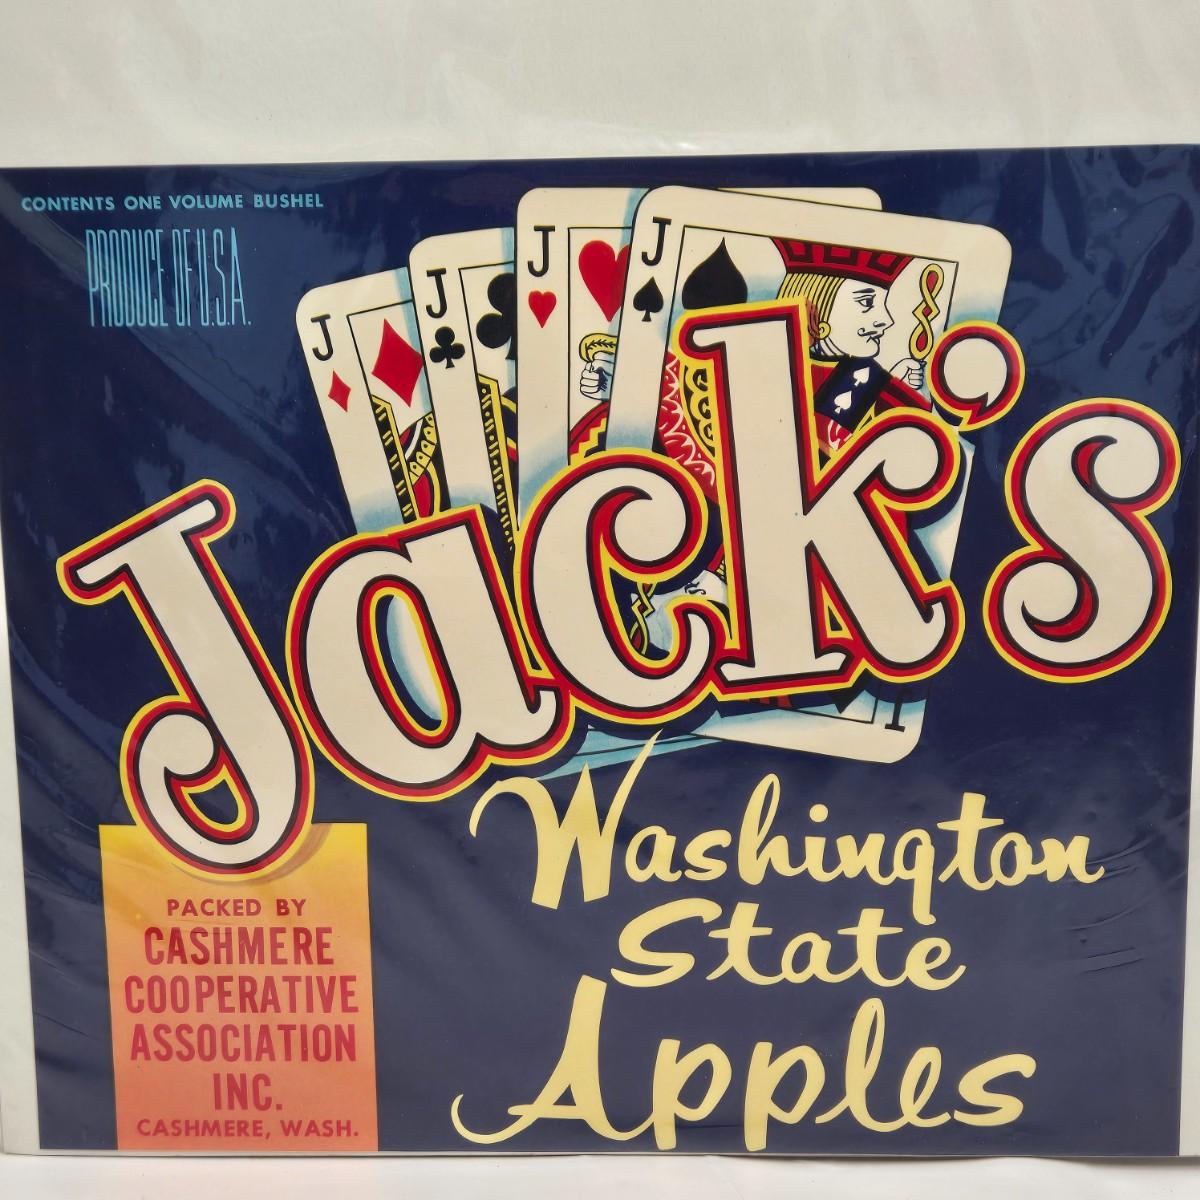 CONTENTS ONE VOLUME BUSHEL
PRODUCE OF U.S.A.
J
J
J
J
Jack's
J
Washington
State
Apples
PACKED BY
CASHMERE
COOPERATIVE
ASSOCIATION
INC.
CASHMERE, WASH.